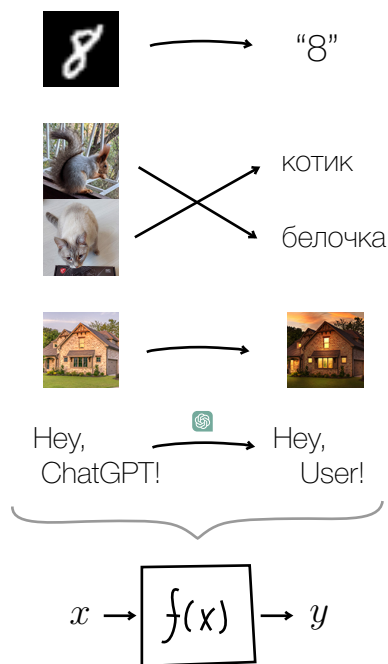 “8”
котик
белочка
Hey,
ChatGPT!
Hey,
User!
x
f(x)
y